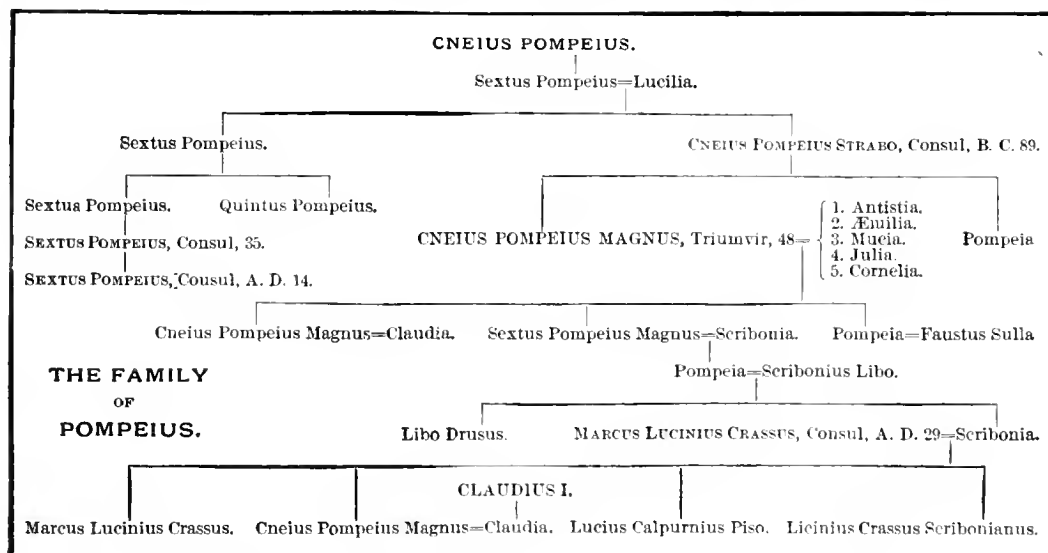 CNEIUS POMPEIUS.
Sextus Pompeius=Lucilia.
Sextus Pompeius. CNEIUS POMPEIUS STRABO, Consul, B. C. 89.
Sextua Pompeius. Quintus Pompeius.
1. Antistia.
2. Æmilia.
SEXTUS POMPEIUS, Consul, 35. CNEIUS POMPEIUS MAGNUS, Triumvir, 48= 3. Mucia. Pompeia
4. Julia.
SEXTUS POMPEIUS, Consul, A. D. 14. 5. Cornelia.
Cneius Pompeius Magnus=Claudia. Sextus Pompeius Magnus=Scribonia. Pompeia=Faustus Sulla
THE FAMILY Pompeia=Scribonius Libo.
OF
POMPEIUS. Libo Drusus. MARCUS LUCINIUS CRASSUS, Consul, A. D. 29=Scribonia.
CLAUDIUS I.
Marcus Lucinius Crassus. Cneius Pompeius Magnus=Claudia. Lucius Calpurnius Piso. Licinius Crassus Scribonianus.